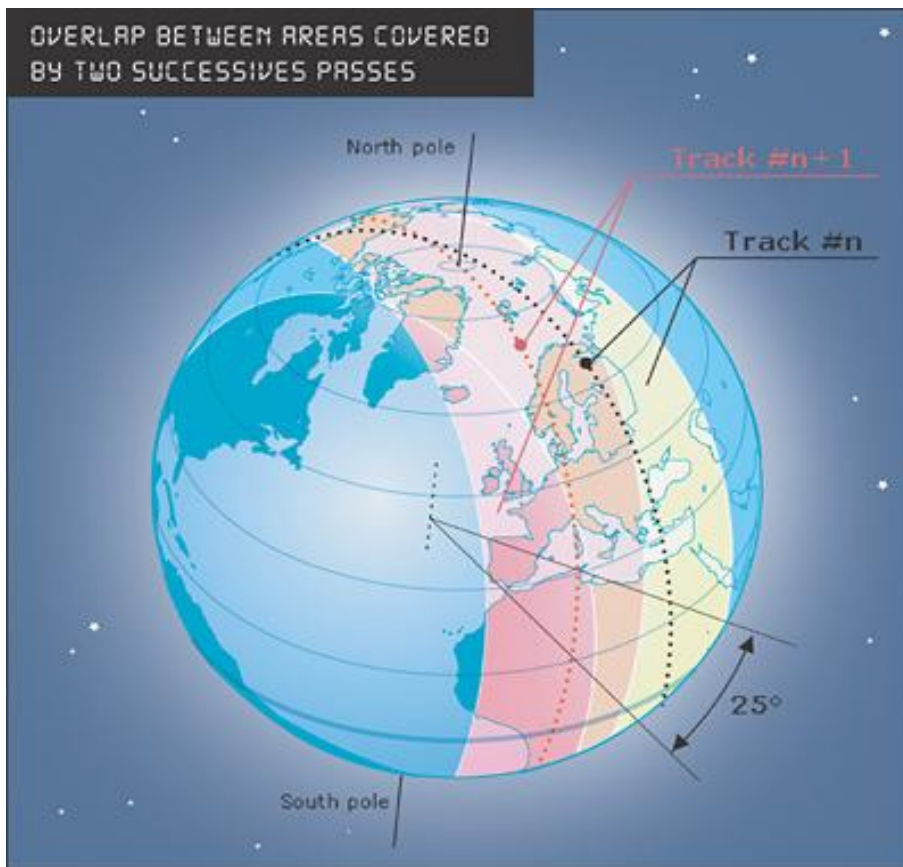 OVERLAP BETWEEN AREAS COVERED
BY TWO SUCCESSIVES PASSES
North pole
Track #n+1
Track #n
25°
South pole